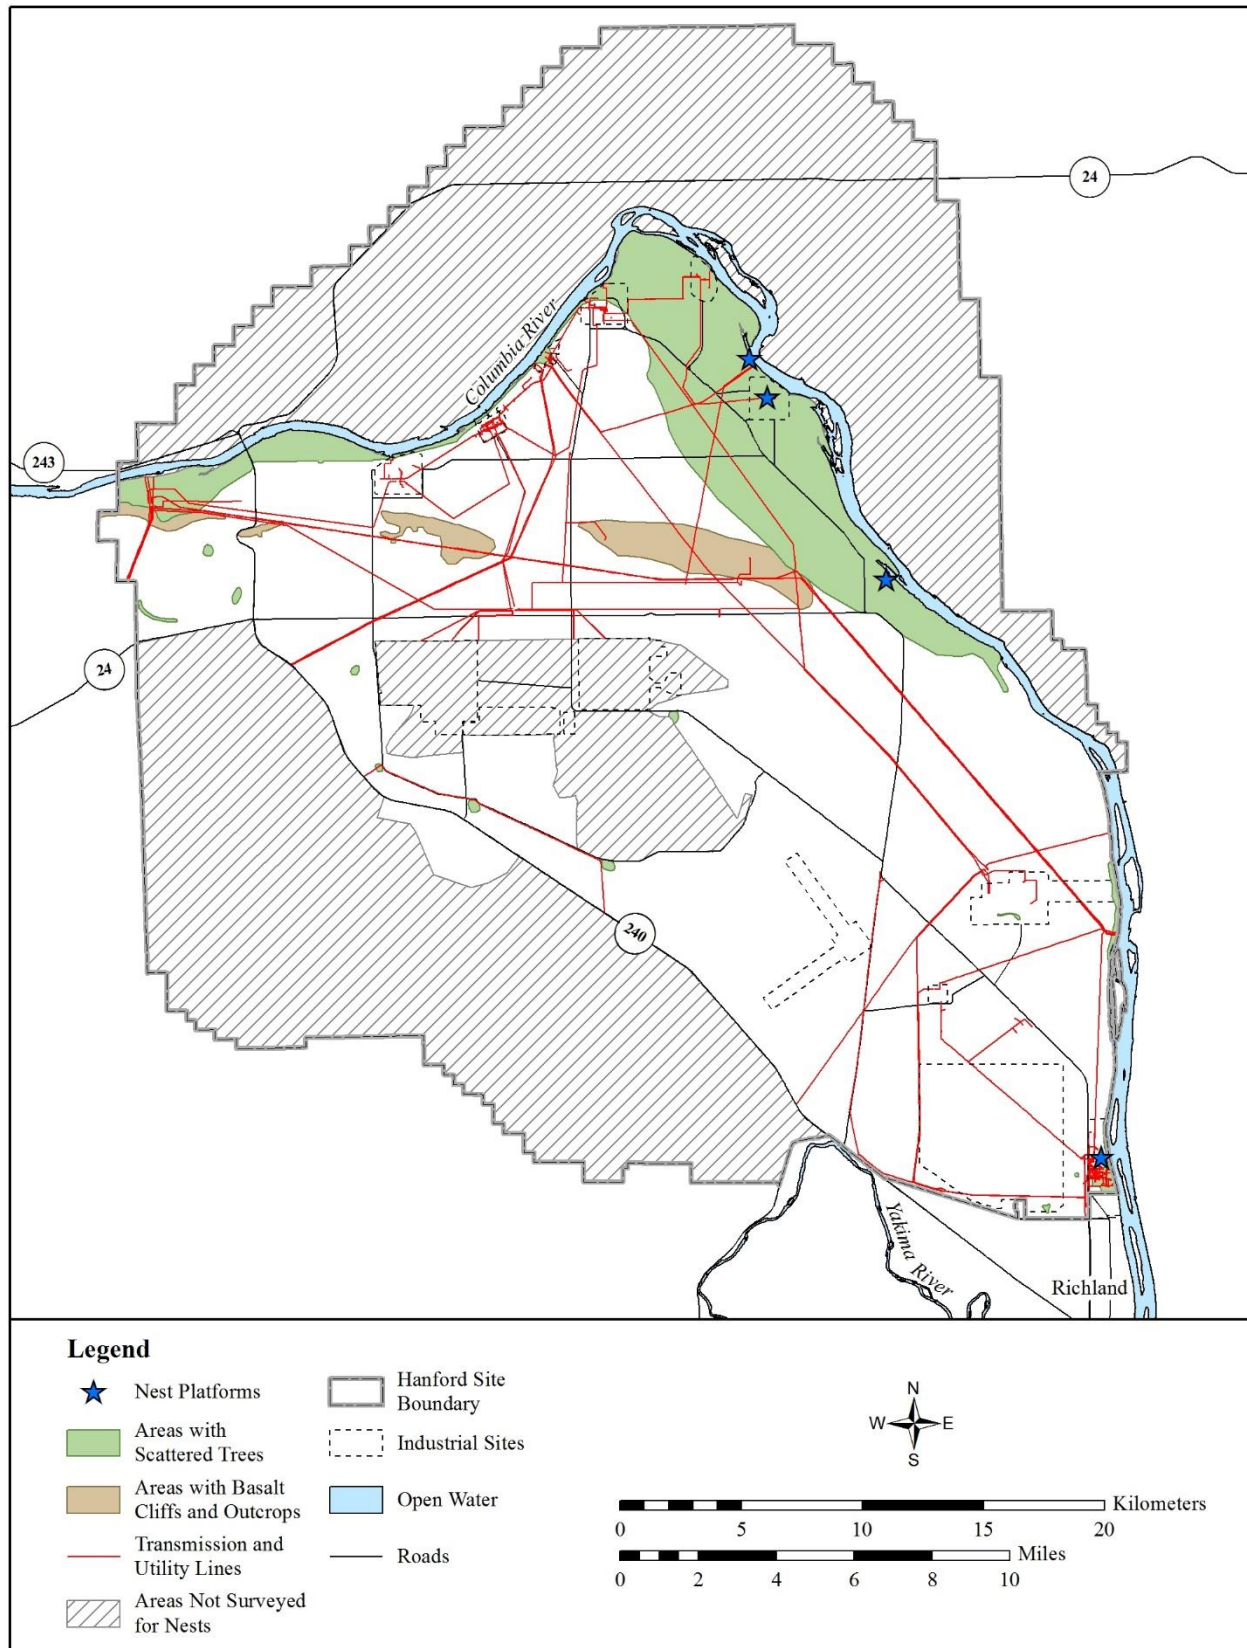 24
Columbia River
243
24
240
Yakima River
Richland
Legend
Nest Platforms
Areas with
Scattered Trees
Areas with Basalt
Cliffs and Outcrops
Transmission and
Utility Lines
Areas Not Surveyed
for Nests
Hanford Site
Boundary
Industrial Sites
Open Water
Roads
N
W E
S
Kilometers
0 5 10 15 20
Miles
0 2 4 6 8 10